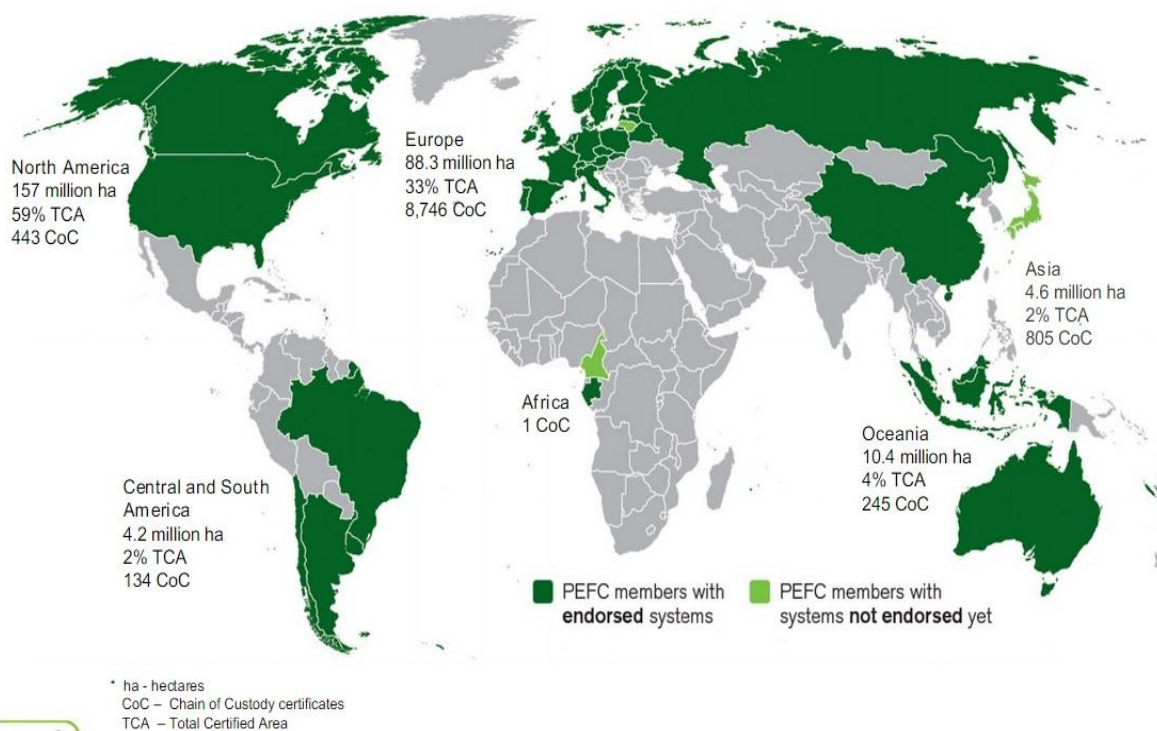 North America
157 million ha
59% TCA
443 CoC
Europe
88.3 million ha
33% TCA
8,746 CoC
Asia
4.6 million ha
2% TCA
805 CoC
Africa
1 CoC
Oceania
10.4 million ha
4% TCA
245 CoC
Central and South
America
4.2 million ha
2% TCA
134 CoC
PEFC members with
endorsed systems
PEFC members with
systems not endorsed yet
* ha - hectares
CoC – Chain of Custody certificates
TCA – Total Certified Area